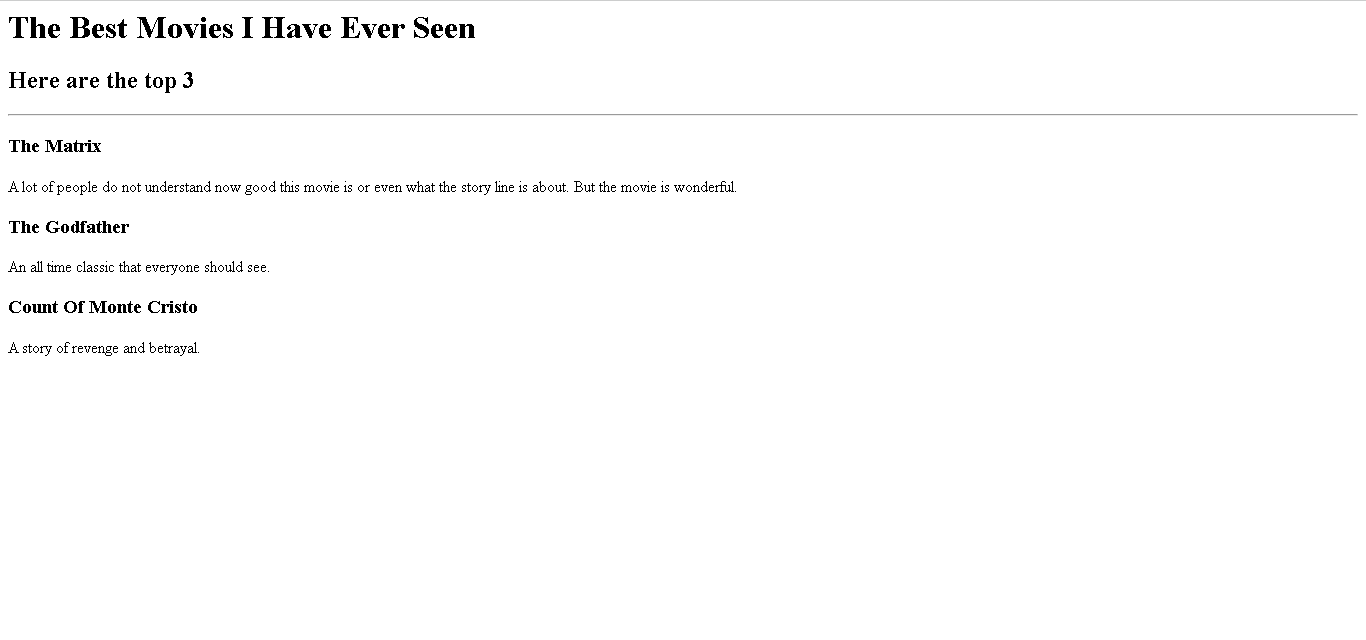 The Best Movies I Have Ever Seen
Here are the top 3
The Matrix
A lot of people do not understand now good this movie is or even what the story line is about. But the movie is wonderful.
The Godfather
An all time classic that everyone should see.
Count Of Monte Cristo
A story of revenge and betrayal.